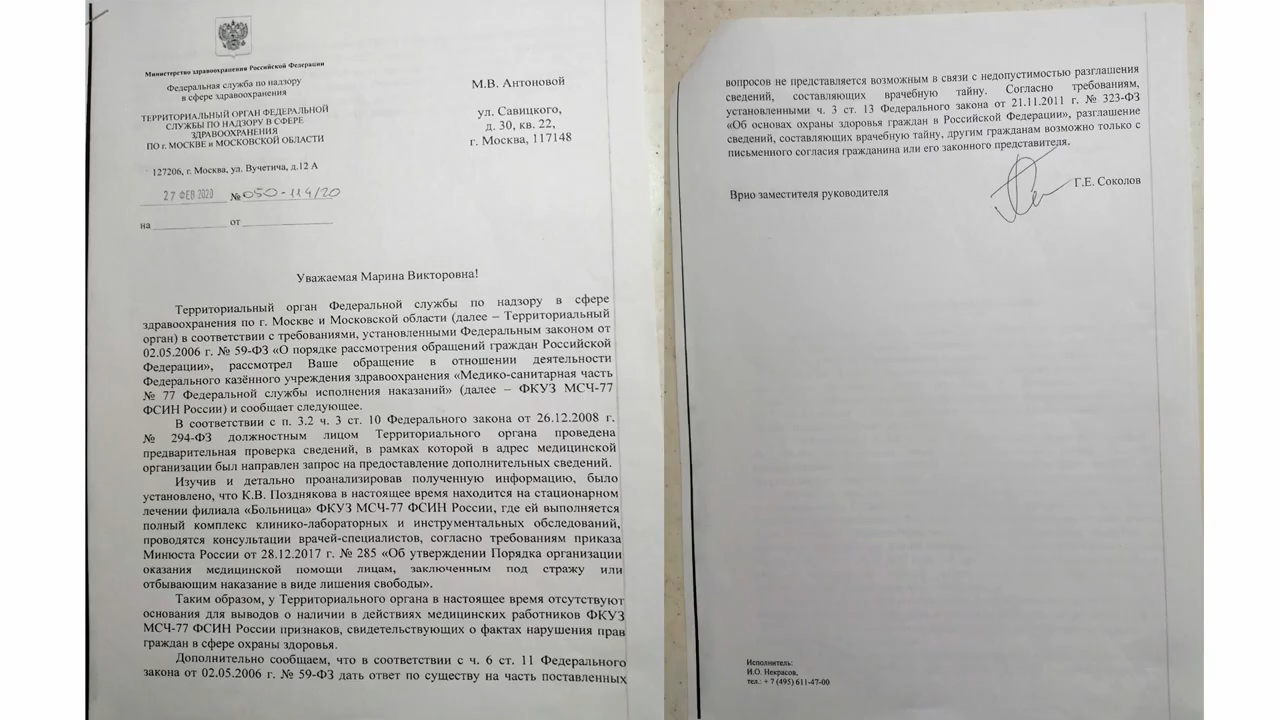 Министерство здравоохранения Российской Федерации
Федеральная служба по надзору
в сфере здравоохранения
ТЕРРИТОРИАЛЬНЫЙ ОРГАН ФЕДЕРАЛЬНОЙ
СЛУЖБЫ ПО НАДЗОРУ В СФЕРЕ
ЗДРАВООХРАНЕНИЯ
ПО г. МОСКВЕ и МОСКОВСКОЙ ОБЛАСТИ
127206, г. Москва, ул. Вучетича, д.12 А
27 ФЕВ 2020 № 050-114/20
на от
М.В. Антоновой
ул. Савицкого,
д. 30, кв. 22,
г. Москва, 117148
Уважаемая Марина Викторовна!
Территориальный орган Федеральной службы по надзору в сфере
здравоохранения по г. Москве и Московской области (далее – Территориальный
орган) в соответствии с требованиями, установленными Федеральным законом от
02.05.2006 г. № 59-ФЗ «О порядке рассмотрения обращений граждан Российской
Федерации», рассмотрел Ваше обращение в отношении деятельности
Федерального казённого учреждения здравоохранения «Медико-санитарная часть
№ 77 Федеральной службы исполнения наказаний» (далее – ФКУЗ МСЧ-77
ФСИН России) и сообщает следующее.
В соответствии с п. 3.2 ч. 3 ст. 10 Федерального закона от 26.12.2008 г.
№ 294-ФЗ должностным лицом Территориального органа проведена
предварительная проверка сведений, в рамках которой в адрес медицинской
организации был направлен запрос на предоставление дополнительных сведений.
Изучив и детально проанализировав полученную информацию, было
установлено, что К.В. Позднякова в настоящее время находится на стационарном
лечении филиала «Больница» ФКУЗ МСЧ-77 ФСИН России, где ей выполняется
полный комплекс клинико-лабораторных и инструментальных обследований,
проводятся консультации врачей-специалистов, согласно требованиям приказа
Минюста России от 28.12.2017 г. № 285 «Об утверждении Порядка организации
оказания медицинской помощи лицам, заключенным под стражу или
отбывающим наказание в виде лишения свободы».
Таким образом, у Территориального органа в настоящее время отсутствуют
основания для выводов о наличии в действиях медицинских работников ФКУЗ
МСЧ-77 ФСИН России признаков, свидетельствующих о фактах нарушения прав
граждан в сфере охраны здоровья.
Дополнительно сообщаем, что в соответствии с ч. 6 ст. 11 Федерального
закона от 02.05.2006 г. № 59-ФЗ дать ответ по существу на часть поставленных
вопросов не представляется возможным в связи с недопустимостью разглашения
сведений, составляющих врачебную тайну. Согласно требованиям,
установленными ч. 3 ст. 13 Федерального закона от 21.11.2011 г. № 323-ФЗ
«Об основах охраны здоровья граждан в Российской Федерации», разглашение
сведений, составляющих врачебную тайну, другим гражданам возможно только с
письменного согласия гражданина или его законного представителя.
Врио заместителя руководителя Г.Е. Соколов
Исполнитель:
И.О. Некрасов,
тел.: + 7 (495) 611-47-00